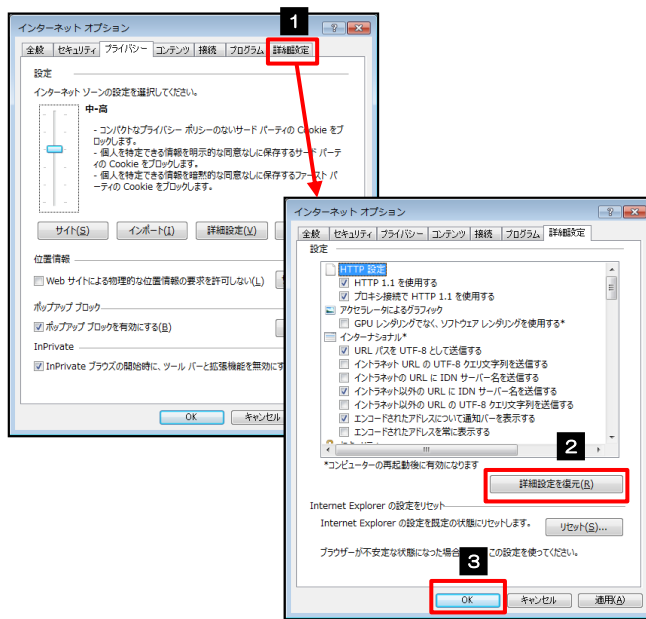 1
インターネット オプション
全般 セキュリティ プライバシー コンテンツ 接続 プログラム 詳細設定
設定
インターネット ゾーンの設定を選択してください。
中-高
- コンパクトなプライバシー ポリシーのないサード パーティの Cookie をブ
ロックします。
- 個人を特定できる情報を明示的な同意なしに保存するサード パーテ
ィの Cookie をブロックします。
- 個人を特定できる情報を暗黙的な同意なしに保存するファースト パ
ーティの Cookie をブロックします。
サイト(S) インポート(I) 詳細設定(V)
位置情報
Web サイトによる物理的な位置情報の要求を許可しない(L)
ポップアップ ブロック
ポップアップ ブロックを有効にする(B)
InPrivate
InPrivate ブラウズの開始時に、ツール バーと拡張機能を無効にす
OK キャンセル
インターネット オプション
全般 セキュリティ プライバシー コンテンツ 接続 プログラム 詳細設定
設定
HTTP 設定
HTTP 1.1 を使用する
プロキシ接続で HTTP 1.1 を使用する
アクセラレータによるグラフィック
GPU レンダリングでなく、ソフトウェア レンダリングを使用する*
インターナショナル*
URL パスを UTF-8 として送信する
イントラネット URL の UTF-8 クエリ文字列を送信する
イントラネットの URL に IDN サーバー名を送信する
イントラネット以外の URL に IDN サーバー名を送信する
イントラネット以外の URL の UTF-8 クエリ文字列を送信する
エンコードされたアドレスについて通知バーを表示する
エンコードされたアドレスを常に表示する
2
*コンピューターの再起動後に有効になります
詳細設定を復元(R)
Internet Explorer の設定をリセット
Internet Explorer の設定を既定の状態にリセットします。 リセット(S)...
ブラウザーが不安定な状態になった場合 この設定を使ってください。
3
OK キャンセル 適用(A)